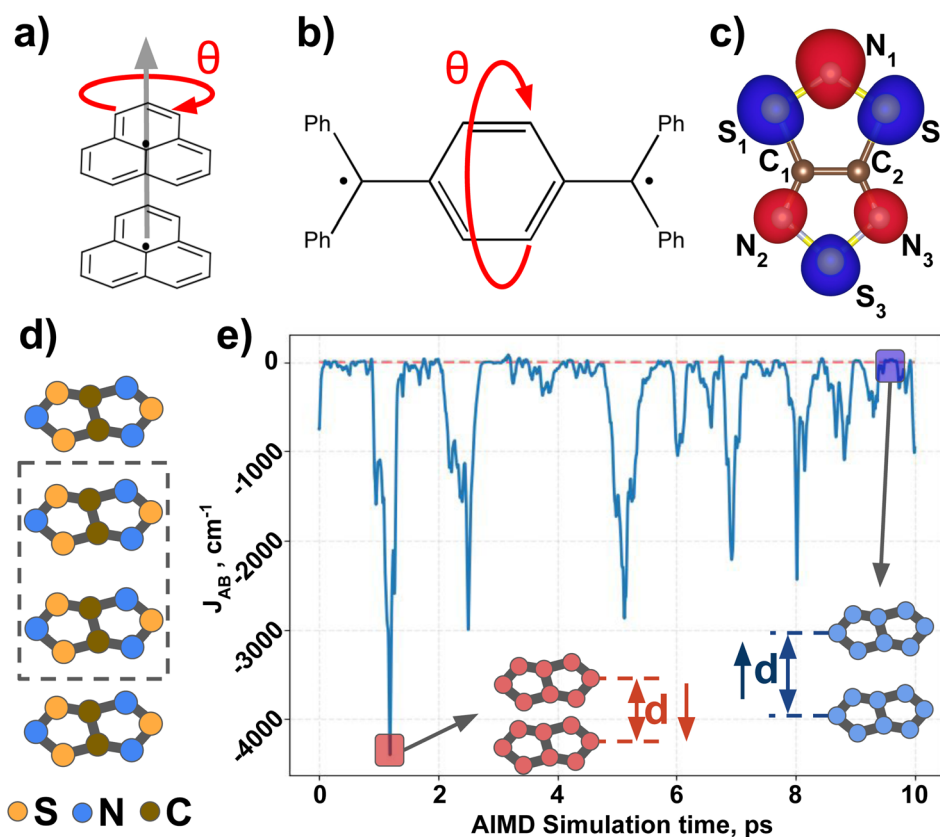 a)
θ
b)
Ph
Ph
θ
Ph
Ph
c)
N1
S1
S
C1
C2
N2
N3
S3
d)
S N C
e)
0
-1000
-2000
-3000
-4000
JAB, cm-1
d
d
0 2 4 6 8 10
AIMD Simulation time, ps